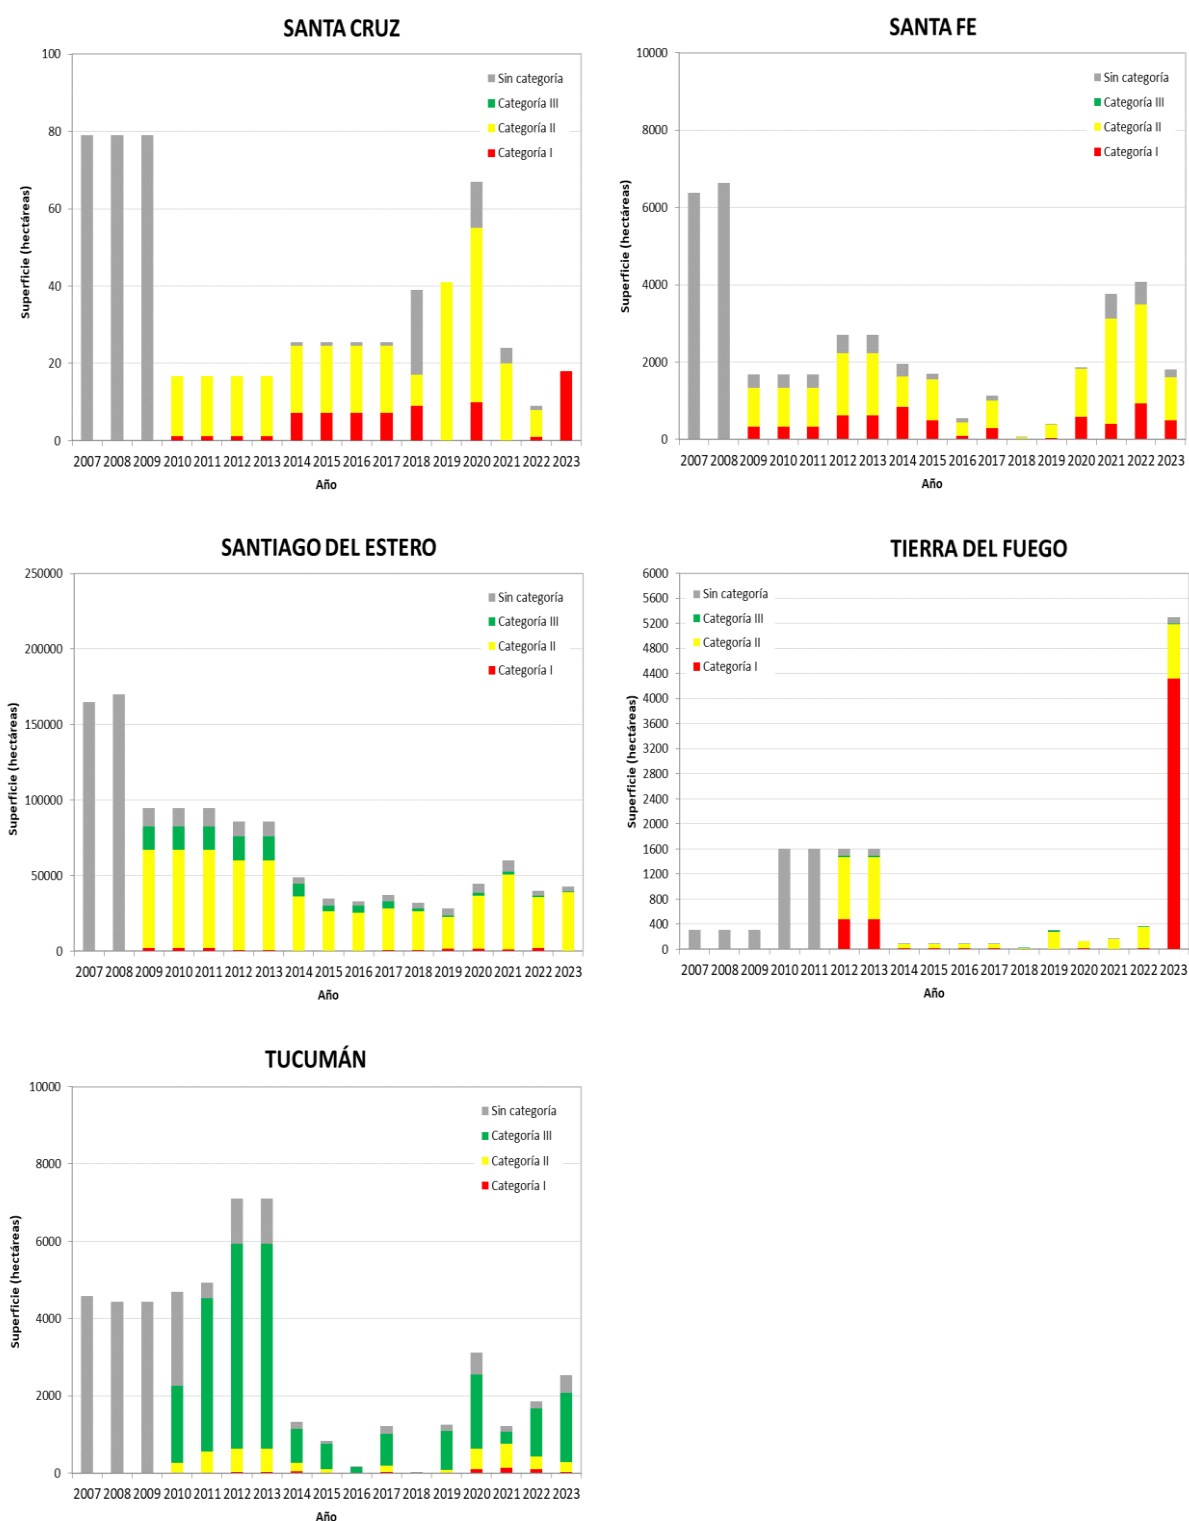 SANTA CRUZ
100
80
60
40
20
0
Superficie (hectáreas)
Sin categoría
Categoría III
Categoría II
Categoría I
2007 2008 2009 2010 2011 2012 2013 2014 2015 2016 2017 2018 2019 2020 2021 2022 2023
Año
SANTA FE
10000
8000
6000
4000
2000
0
Superficie (hectáreas)
Sin categoría
Categoría III
Categoría II
Categoría I
2007 2008 2009 2010 2011 2012 2013 2014 2015 2016 2017 2018 2019 2020 2021 2022 2023
Año
SANTIAGO DEL ESTERO
250000
200000
150000
100000
50000
0
Superficie (hectáreas)
Sin categoría
Categoría III
Categoría II
Categoría I
2007 2008 2009 2010 2011 2012 2013 2014 2015 2016 2017 2018 2019 2020 2021 2022 2023
Año
TIERRA DEL FUEGO
6000
5600
5200
4800
4400
4000
3600
3200
2800
2400
2000
1600
1200
800
400
0
Superficie (hectáreas)
Sin categoría
Categoría III
Categoría II
Categoría I
2007 2008 2009 2010 2011 2012 2013 2014 2015 2016 2017 2018 2019 2020 2021 2022 2023
Año
TUCUMÁN
10000
8000
6000
4000
2000
0
Superficie (hectáreas)
Sin categoría
Categoría III
Categoría II
Categoría I
2007 2008 2009 2010 2011 2012 2013 2014 2015 2016 2017 2018 2019 2020 2021 2022 2023
Año